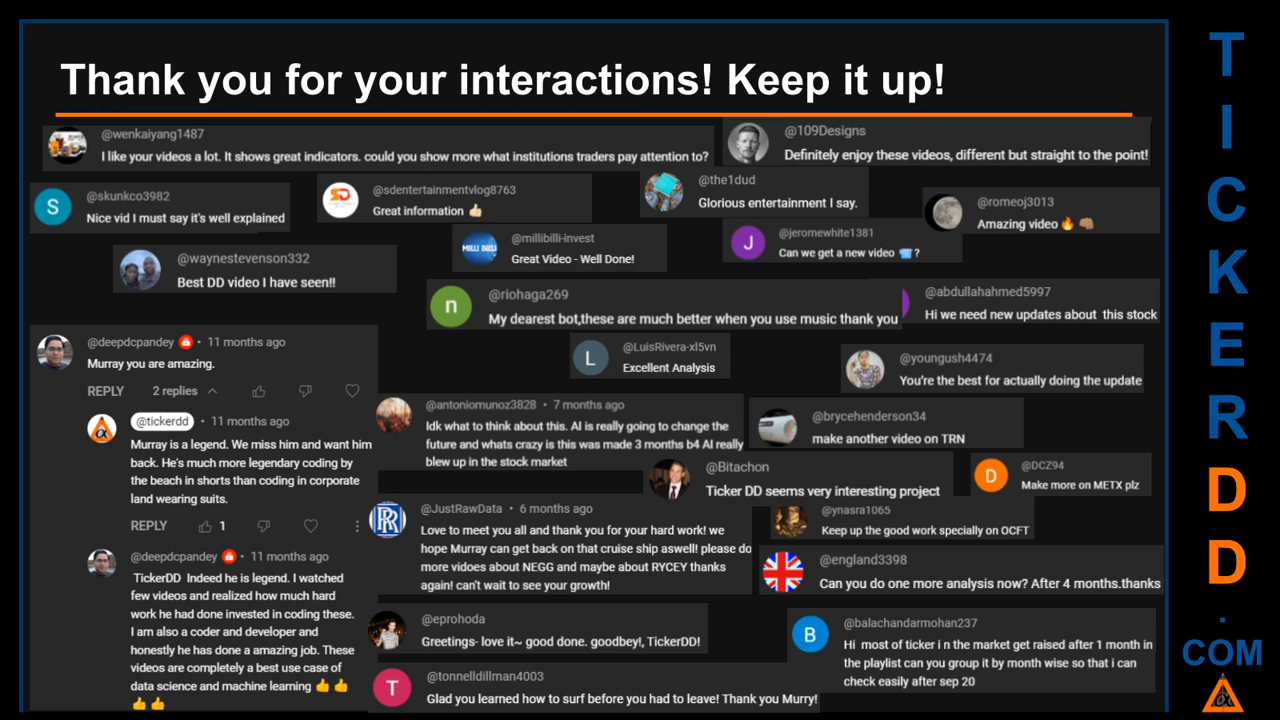 Thank you for your interactions! Keep it up!
@wenkaiyang1487
I like your videos a lot. It shows great indicators. could you show more what institutions traders pay attention to?
@109Designs
Definitely enjoy these videos, different but straight to the point!
S
@skunkco3982
Nice vid I must say it's well explained
SD
@sdentertainmentvlog8763
Great information 👍🏻
@the1dud
Glorious entertainment I say.
@romeoj3013
Amazing video 🔥 👊🏽
@waynestevenson332
Best DD video I have seen!!
MILLI BILLI
@millibilli-invest
Great Video - Well Done!
J
@jeromewhite1381
Can we get a new video ?
n
@riohaga269
My dearest bot,these are much better when you use music thank you
@abdullahahmed5997
Hi we need new updates about this stock
@deepdcpandey • 11 months ago
Murray you are amazing.
REPLY 2 replies
@tickerdd • 11 months ago
Murray is a legend. We miss him and want him
back. He's much more legendary coding by
the beach in shorts than coding in corporate
land wearing suits.
REPLY 1
@deepdcpandey • 11 months ago
TickerDD Indeed he is legend. I watched
few videos and realized how much hard
work he had done invested in coding these.
I am also a coder and developer and
honestly he has done a amazing job. These
videos are completely a best use case of
data science and machine learning 👍 👍
👍 👍
L
@LuisRivera-xl5vn
Excellent Analysis
@youngush4474
You're the best for actually doing the update
@antoniomunoz3828 • 7 months ago
Idk what to think about this. AI is really going to change the
future and whats crazy is this was made 3 months b4 AI really
blew up in the stock market
@brycehenderson34
make another video on TRN
@Bitachon
Ticker DD seems very interesting project
D
@DCZ94
Make more on METX plz
RR
@JustRawData • 6 months ago
Love to meet you all and thank you for your hard work! we
hope Murray can get back on that cruise ship aswell! please do
more vidoes about NEGG and maybe about RYCEY thanks
again! can't wait to see your growth!
@ynasra1065
Keep up the good work specially on OCFT
@england3398
Can you do one more analysis now? After 4 months.thanks
@eprohoda
Greetings- love it~ good done. goodbey!, TickerDD!
B
@balachandarmohan237
Hi most of ticker i n the market get raised after 1 month in
the playlist can you group it by month wise so that i can
check easily after sep 20
T
@tonnelldillman4003
Glad you learned how to surf before you had to leave! Thank you Murry!
T
I
C
K
E
R
D
D
.
COM